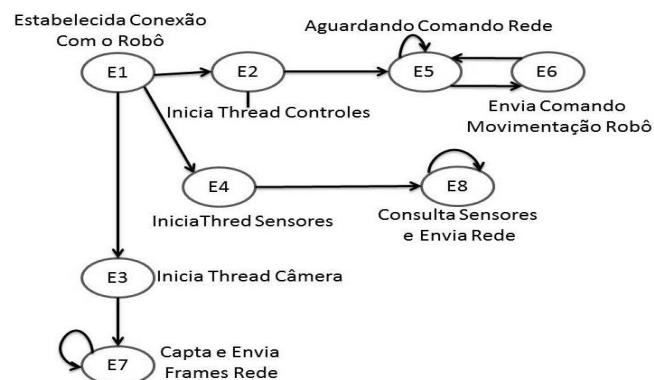 Estabelecida Conexão
Com o Robô
Aguardando Comando Rede
E1
E2
E5
E6
Inicia Thread Controles
Envia Comando
Movimentação Robô
E4
E8
IniciaThred Sensores
Consulta Sensores
e Envia Rede
E3
Inicia Thread Câmera
E7
Capta e Envia
Frames Rede